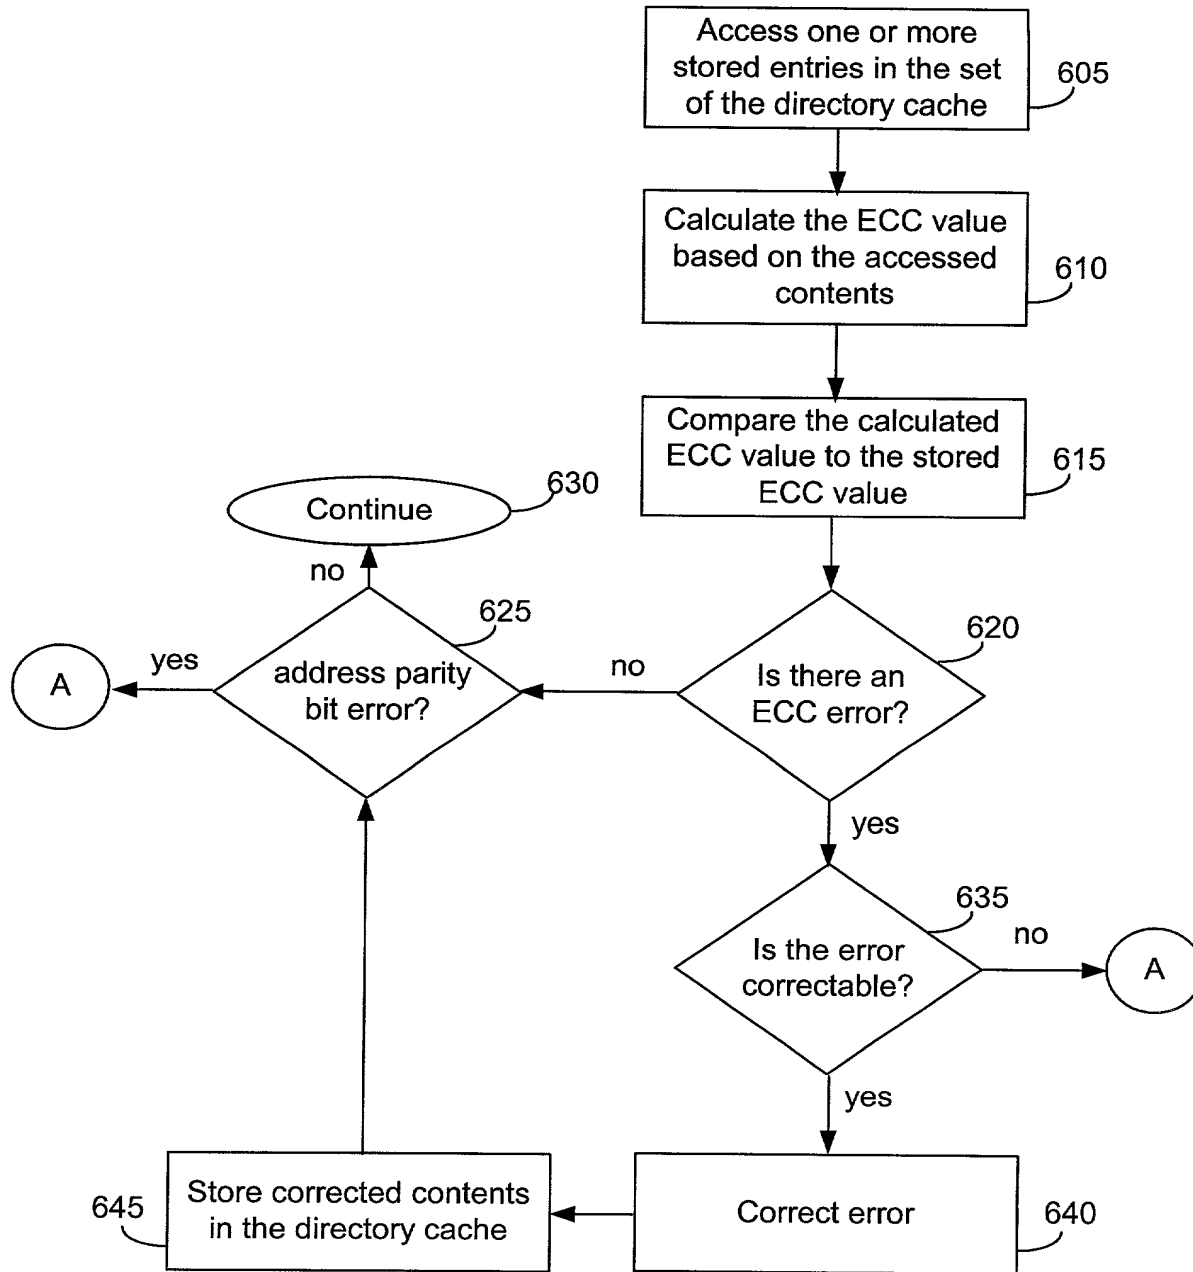 Access one or more
stored entries in the set
of the directory cache
605
Calculate the ECC value
based on the accessed
contents
610
Compare the calculated
ECC value to the stored
ECC value
615
Continue
630
no
625
address parity
bit error?
yes
A
no
620
Is there an
ECC error?
yes
635
Is the error
correctable?
no
A
yes
645
Store corrected contents
in the directory cache
Correct error
640